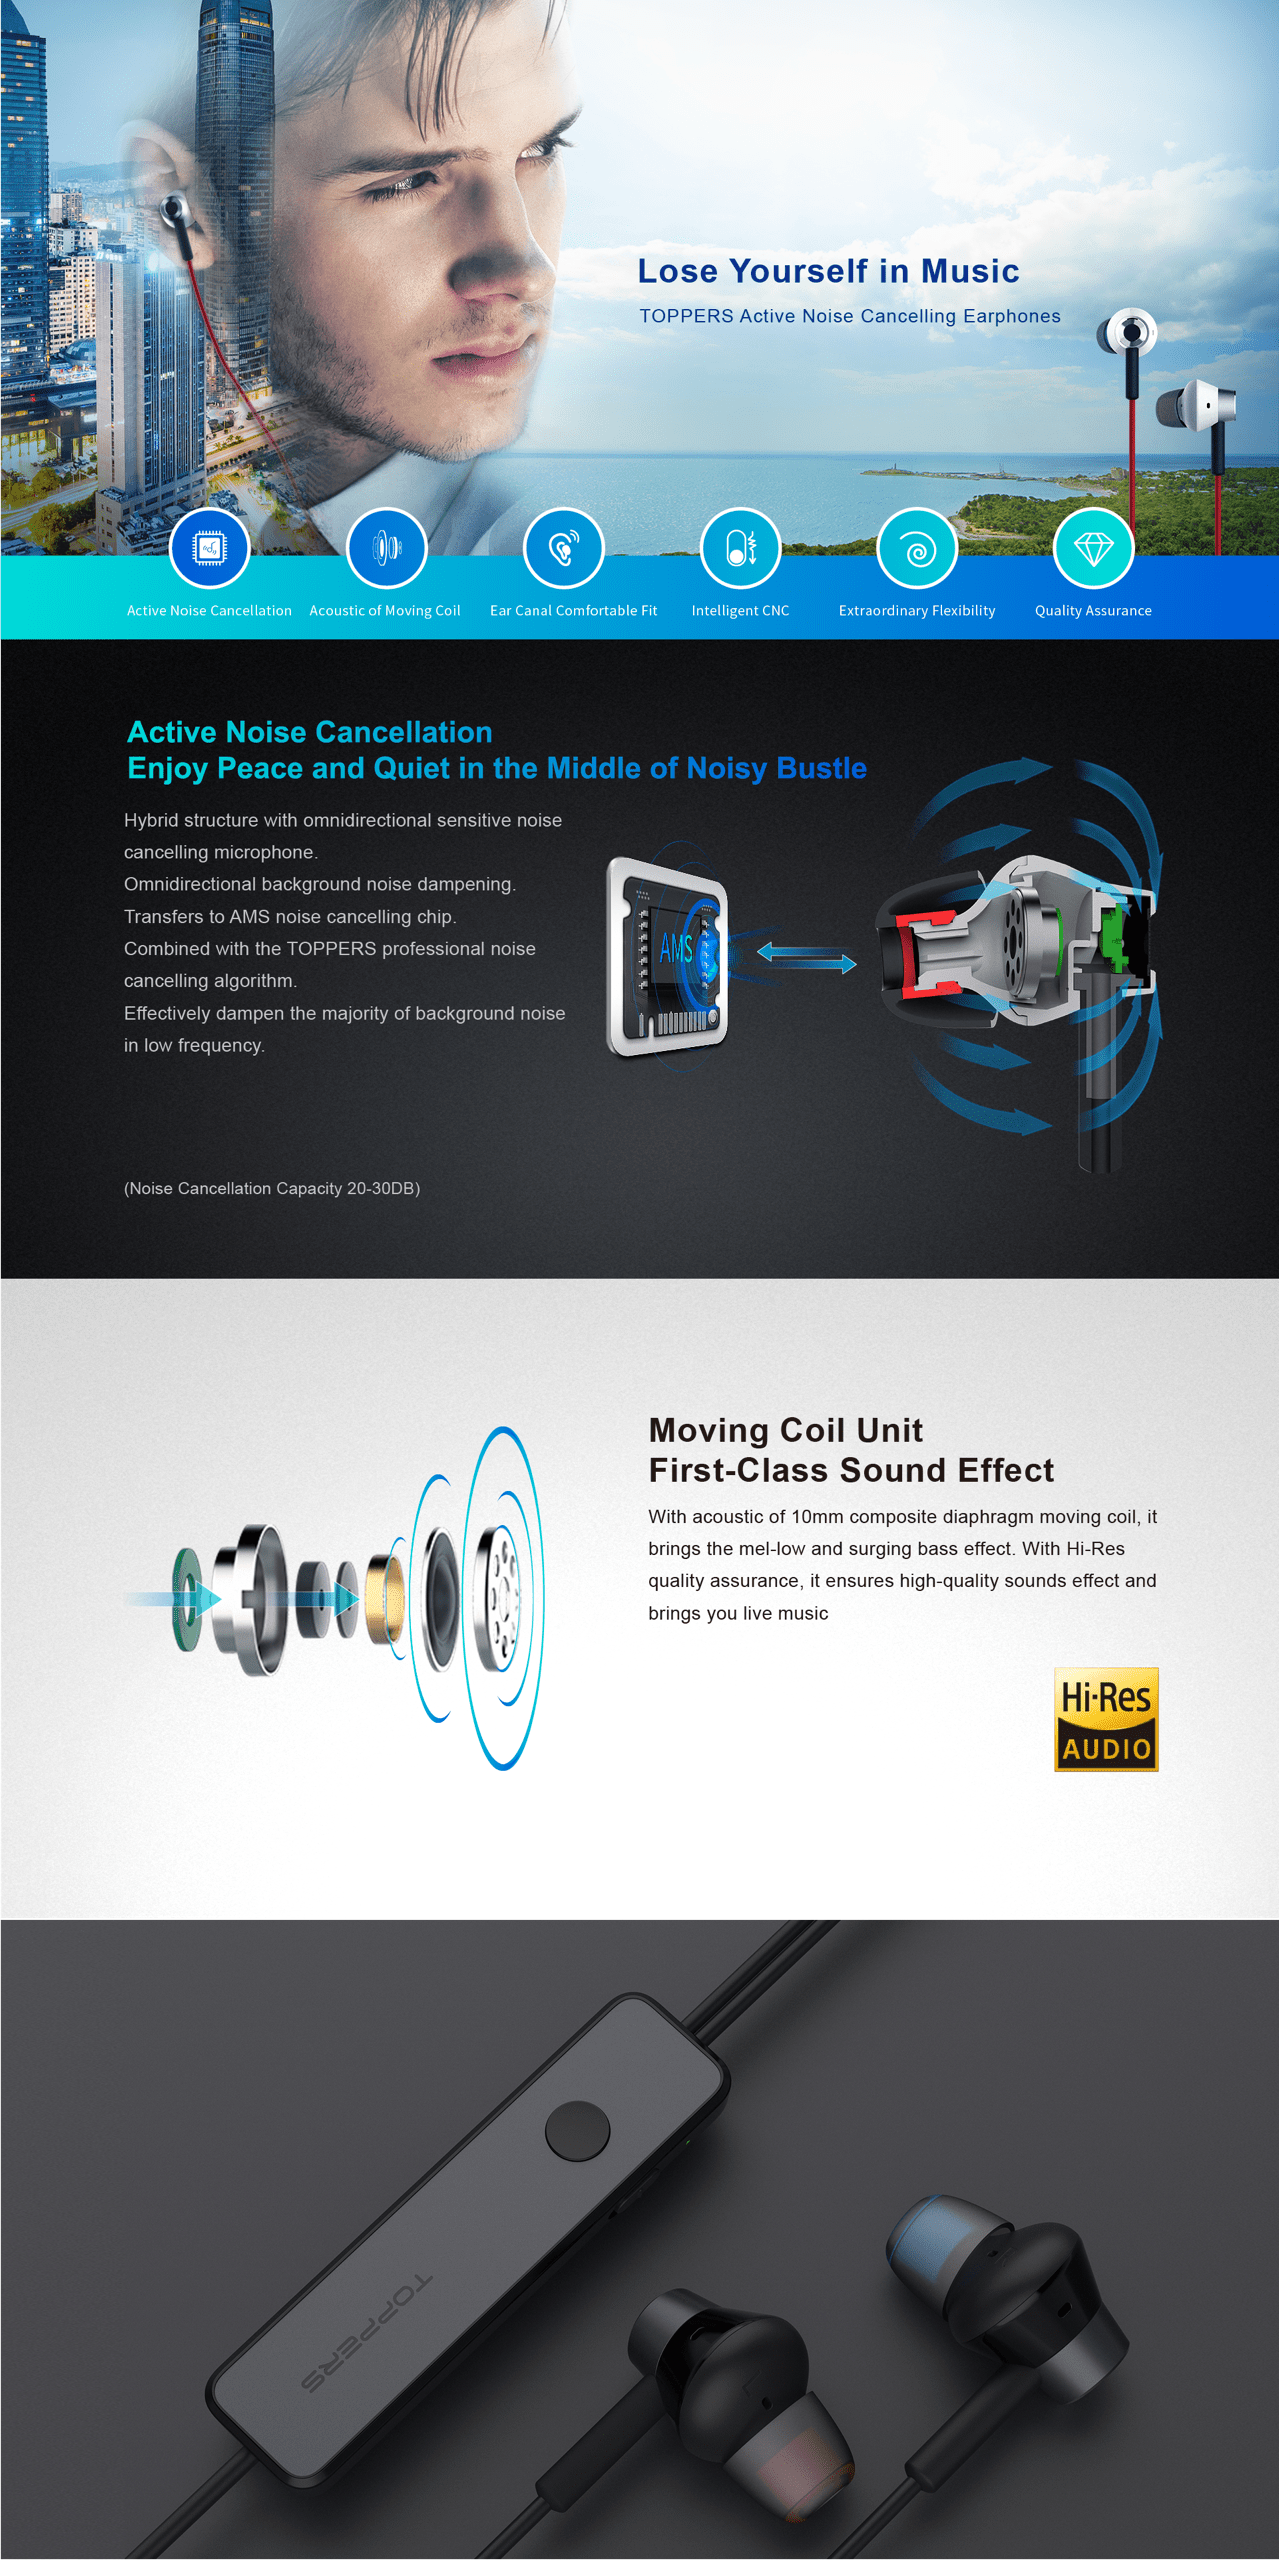 Lose Yourself in Music
TOPPERS Active Noise Cancelling Earphones
Active Noise Cancellation
Acoustic of Moving Coil
Ear Canal Comfortable Fit
Intelligent CNC
Extraordinary Flexibility
Quality Assurance
Active Noise Cancellation
Enjoy Peace and Quiet in the Middle of Noisy Bustle
Hybrid structure with omnidirectional sensitive noise
cancelling microphone.
Omnidirectional background noise dampening.
Transfers to AMS noise cancelling chip.
Combined with the TOPPERS professional noise
cancelling algorithm.
Effectively dampen the majority of background noise
in low frequency.
AMS
(Noise Cancellation Capacity 20-30DB)
Moving Coil Unit
First-Class Sound Effect
With acoustic of 10mm composite diaphragm moving coil, it
brings the mel-low and surging bass effect. With Hi-Res
quality assurance, it ensures high-quality sounds effect and
brings you live music
Hi-Res
AUDIO
TOPPERS